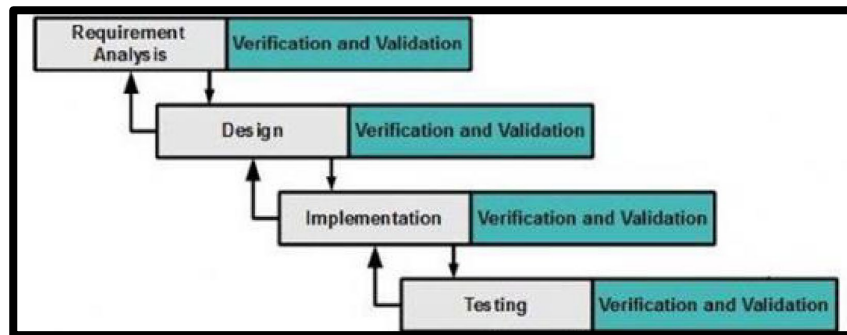 Requirement
Analysis
Verification and Validation
Design
Verification and Validation
Implementation
Verification and Validation
Testing
Verification and Validation